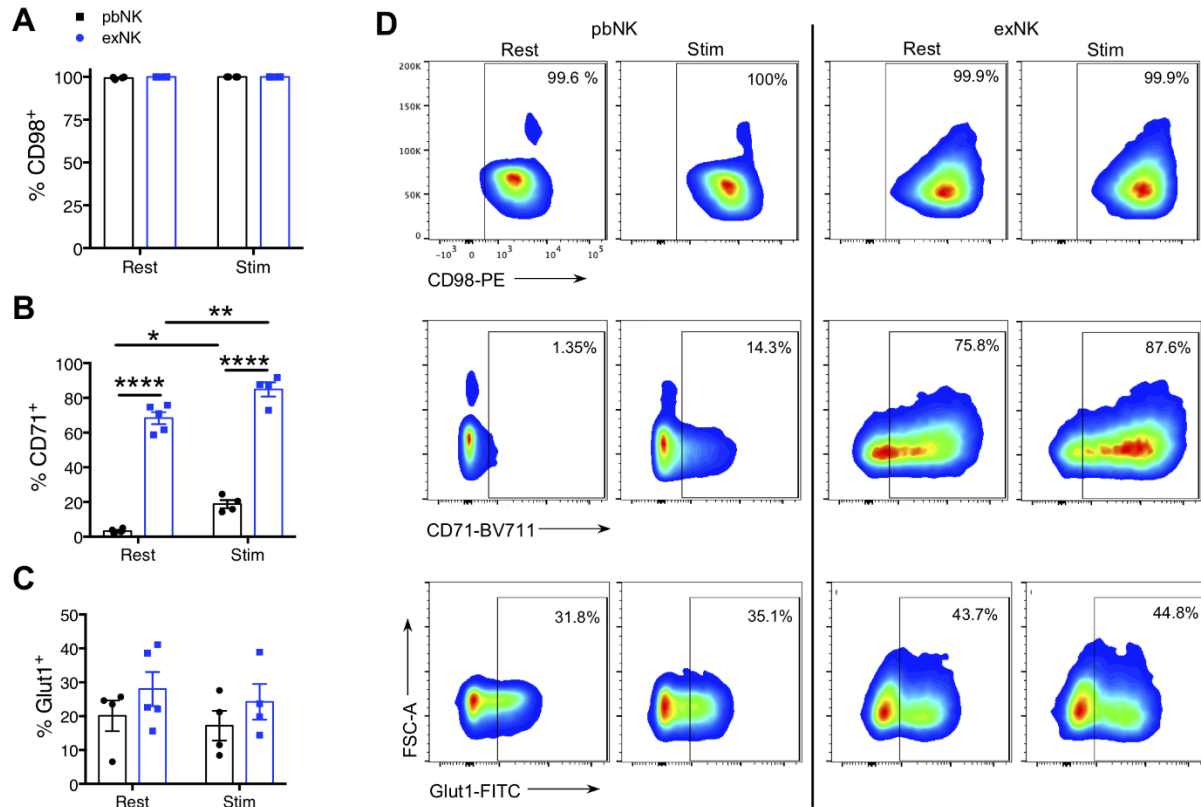 A
pbNK
exNK
% CD98+
100
75
50
25
0
Rest Stim
B
**
*
**** ****
% CD71+
100
80
60
40
20
0
Rest Stim
C
% Glut1+
50
40
30
20
10
0
Rest Stim
D
pbNK exNK
Rest Stim Rest Stim
200K
150K
100K
50K
0
-10³ 0 10³ 10⁴ 10⁵
99.6 % 100% 99.9% 99.9%
CD98-PE
1.35% 14.3% 75.8% 87.6%
CD71-BV711
31.8% 35.1% 43.7% 44.8%
FSC-A
Glut1-FITC